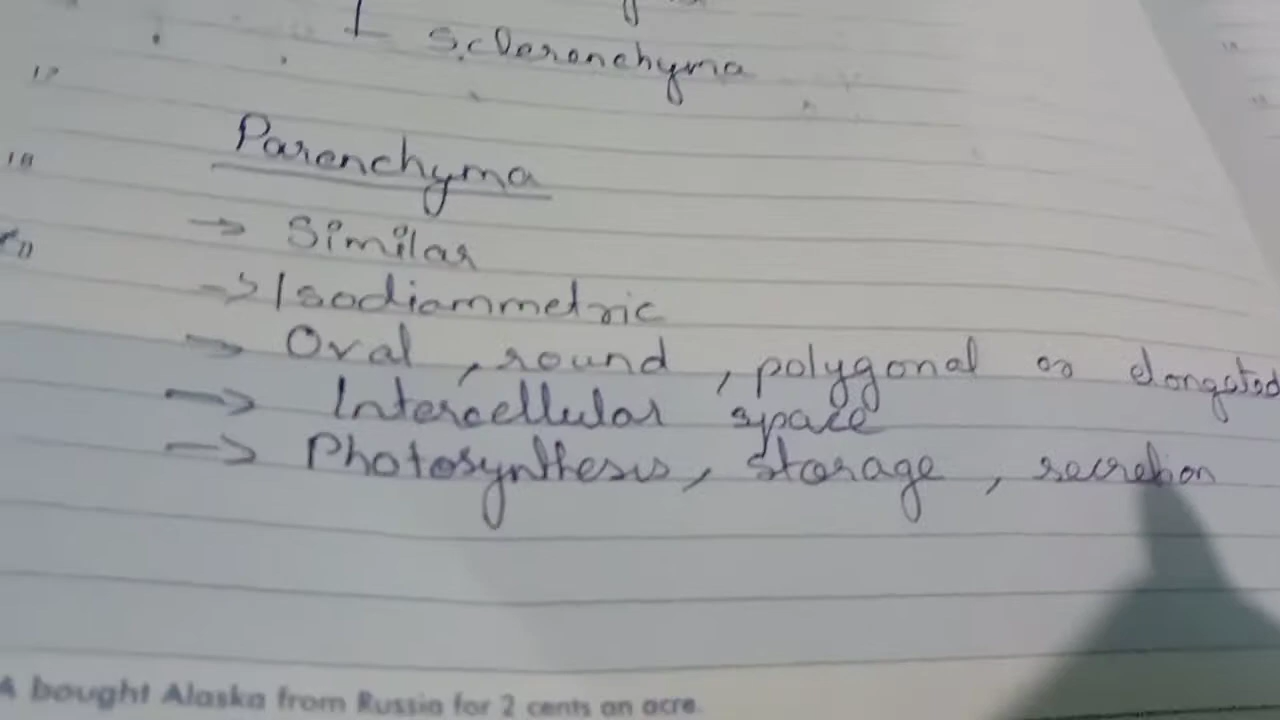 Sclerenchyma
Parenchyma
→ Similar
→ Isodiammetric
→ Oval, round, polygonal or elongated
→ Intercellular space
→ Photosynthesis, Storage, secretion
A bought Alaska from Russia for 2 cents an acre.